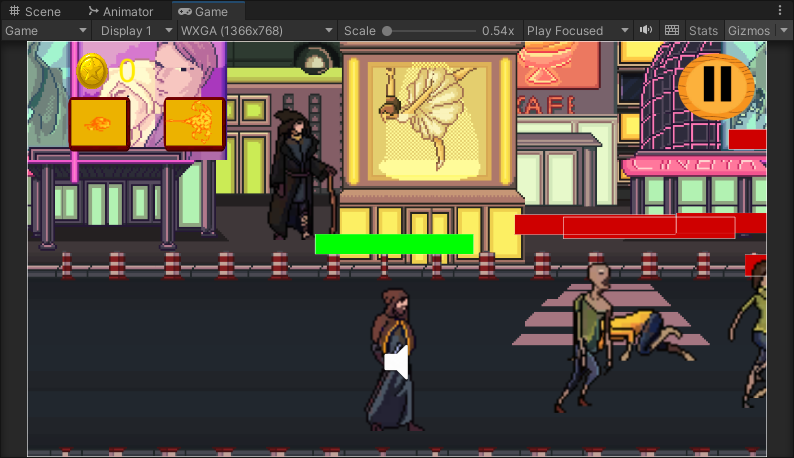 Scene Animator Game
Game Display 1 WXGA (1366x768) Scale 0.54x Play Focused Stats Gizmos
0
KAFE